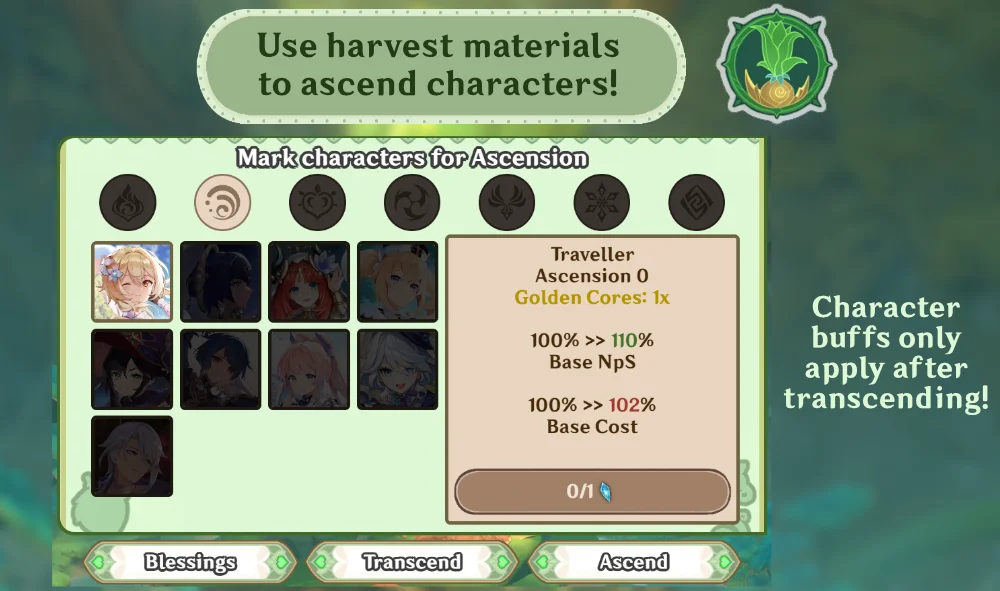 Use harvest materials
to ascend characters!
Mark characters for Ascension
Traveller
Ascension 0
Golden Cores: 1x
100% >> 110%
Base NpS
100% >> 102%
Base Cost
0/1
Character
buffs only
apply after
transcending!
Blessings
Transcend
Ascend